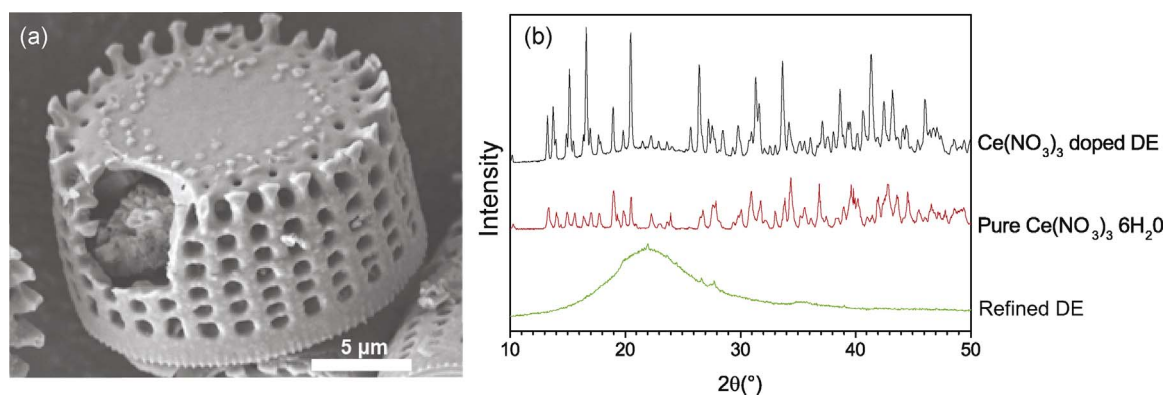 (a)
5 µm
(b)
Intensity
Ce(NO₃)₃ doped DE
Pure Ce(NO₃)₃ 6H₂0
Refined DE
10 20 30 40 50
2θ(°)